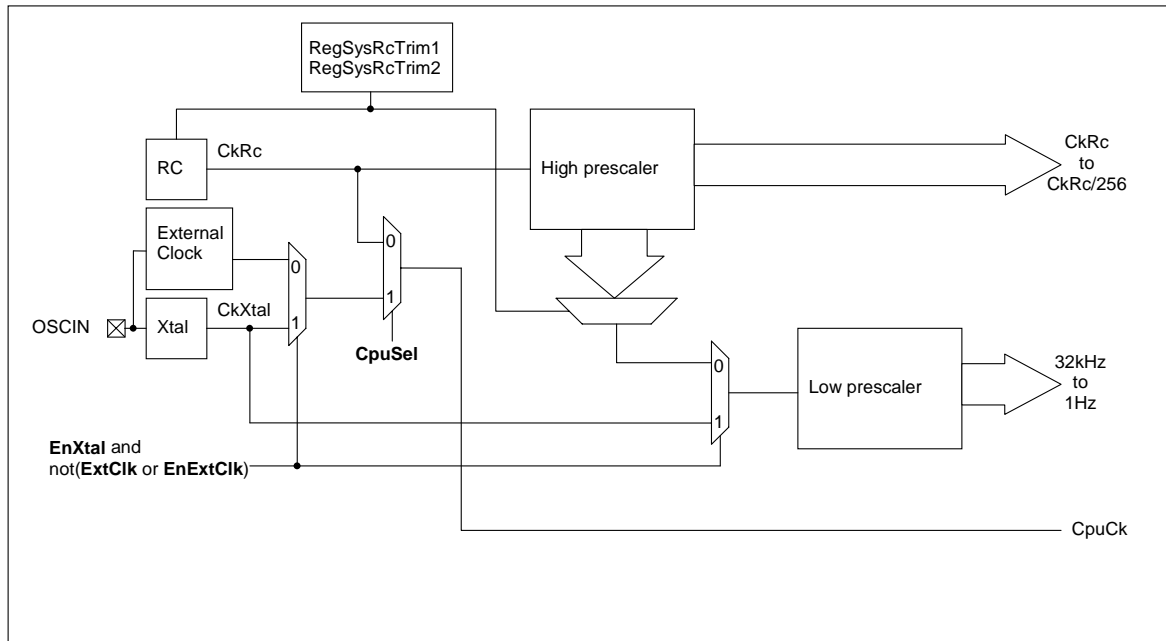 RegSysRcTrim1
RegSysRcTrim2
RC
CkRc
High prescaler
CkRc
to
CkRc/256
External
Clock
0
0
1
OSCIN
Xtal
CkXtal
1
CpuSel
0
1
Low prescaler
32kHz
to
1Hz
EnXtal and
not(ExtClk or EnExtClk)
CpuCk